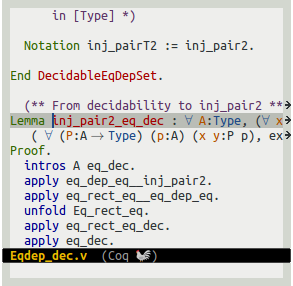 in [Type] *)
Notation inj_pairT2 := inj_pair2.
End DecidableEqDepSet.
(** From decidability to inj_pair2 **
Lemma inj_pair2_eq_dec : ∀ A:Type, (∀ x
( ∀ (P:A→Type) (p:A) (x y:P p), ex
Proof.
intros A eq_dec.
apply eq_dep_eq__inj_pair2.
apply eq_rect_eq__eq_dep_eq.
unfold Eq_rect_eq.
apply eq_rect_eq_dec.
apply eq_dec.
Eqdep_dec.v (Coq 🐓)